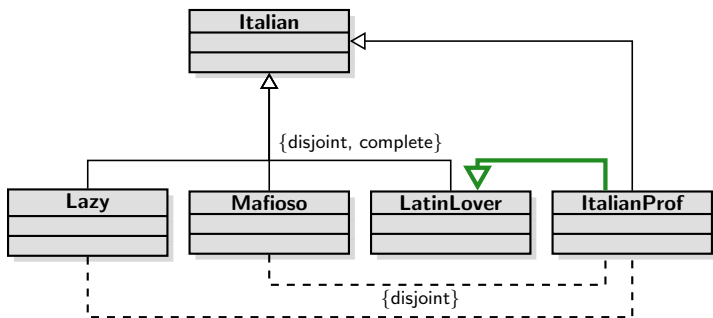 Italian
{disjoint, complete}
Lazy
Mafioso
LatinLover
ItalianProf
{disjoint}